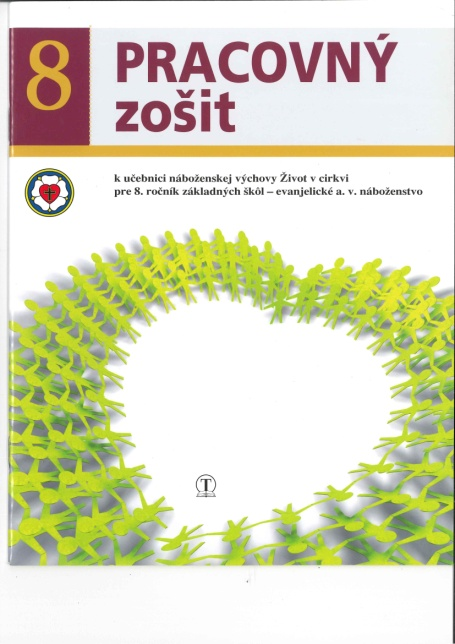 8
PRACOVNÝ
zošit
k učebnici náboženskej výchovy Život v cirkvi
pre 8. ročník základných škôl – evanjelické a. v. náboženstvo
T